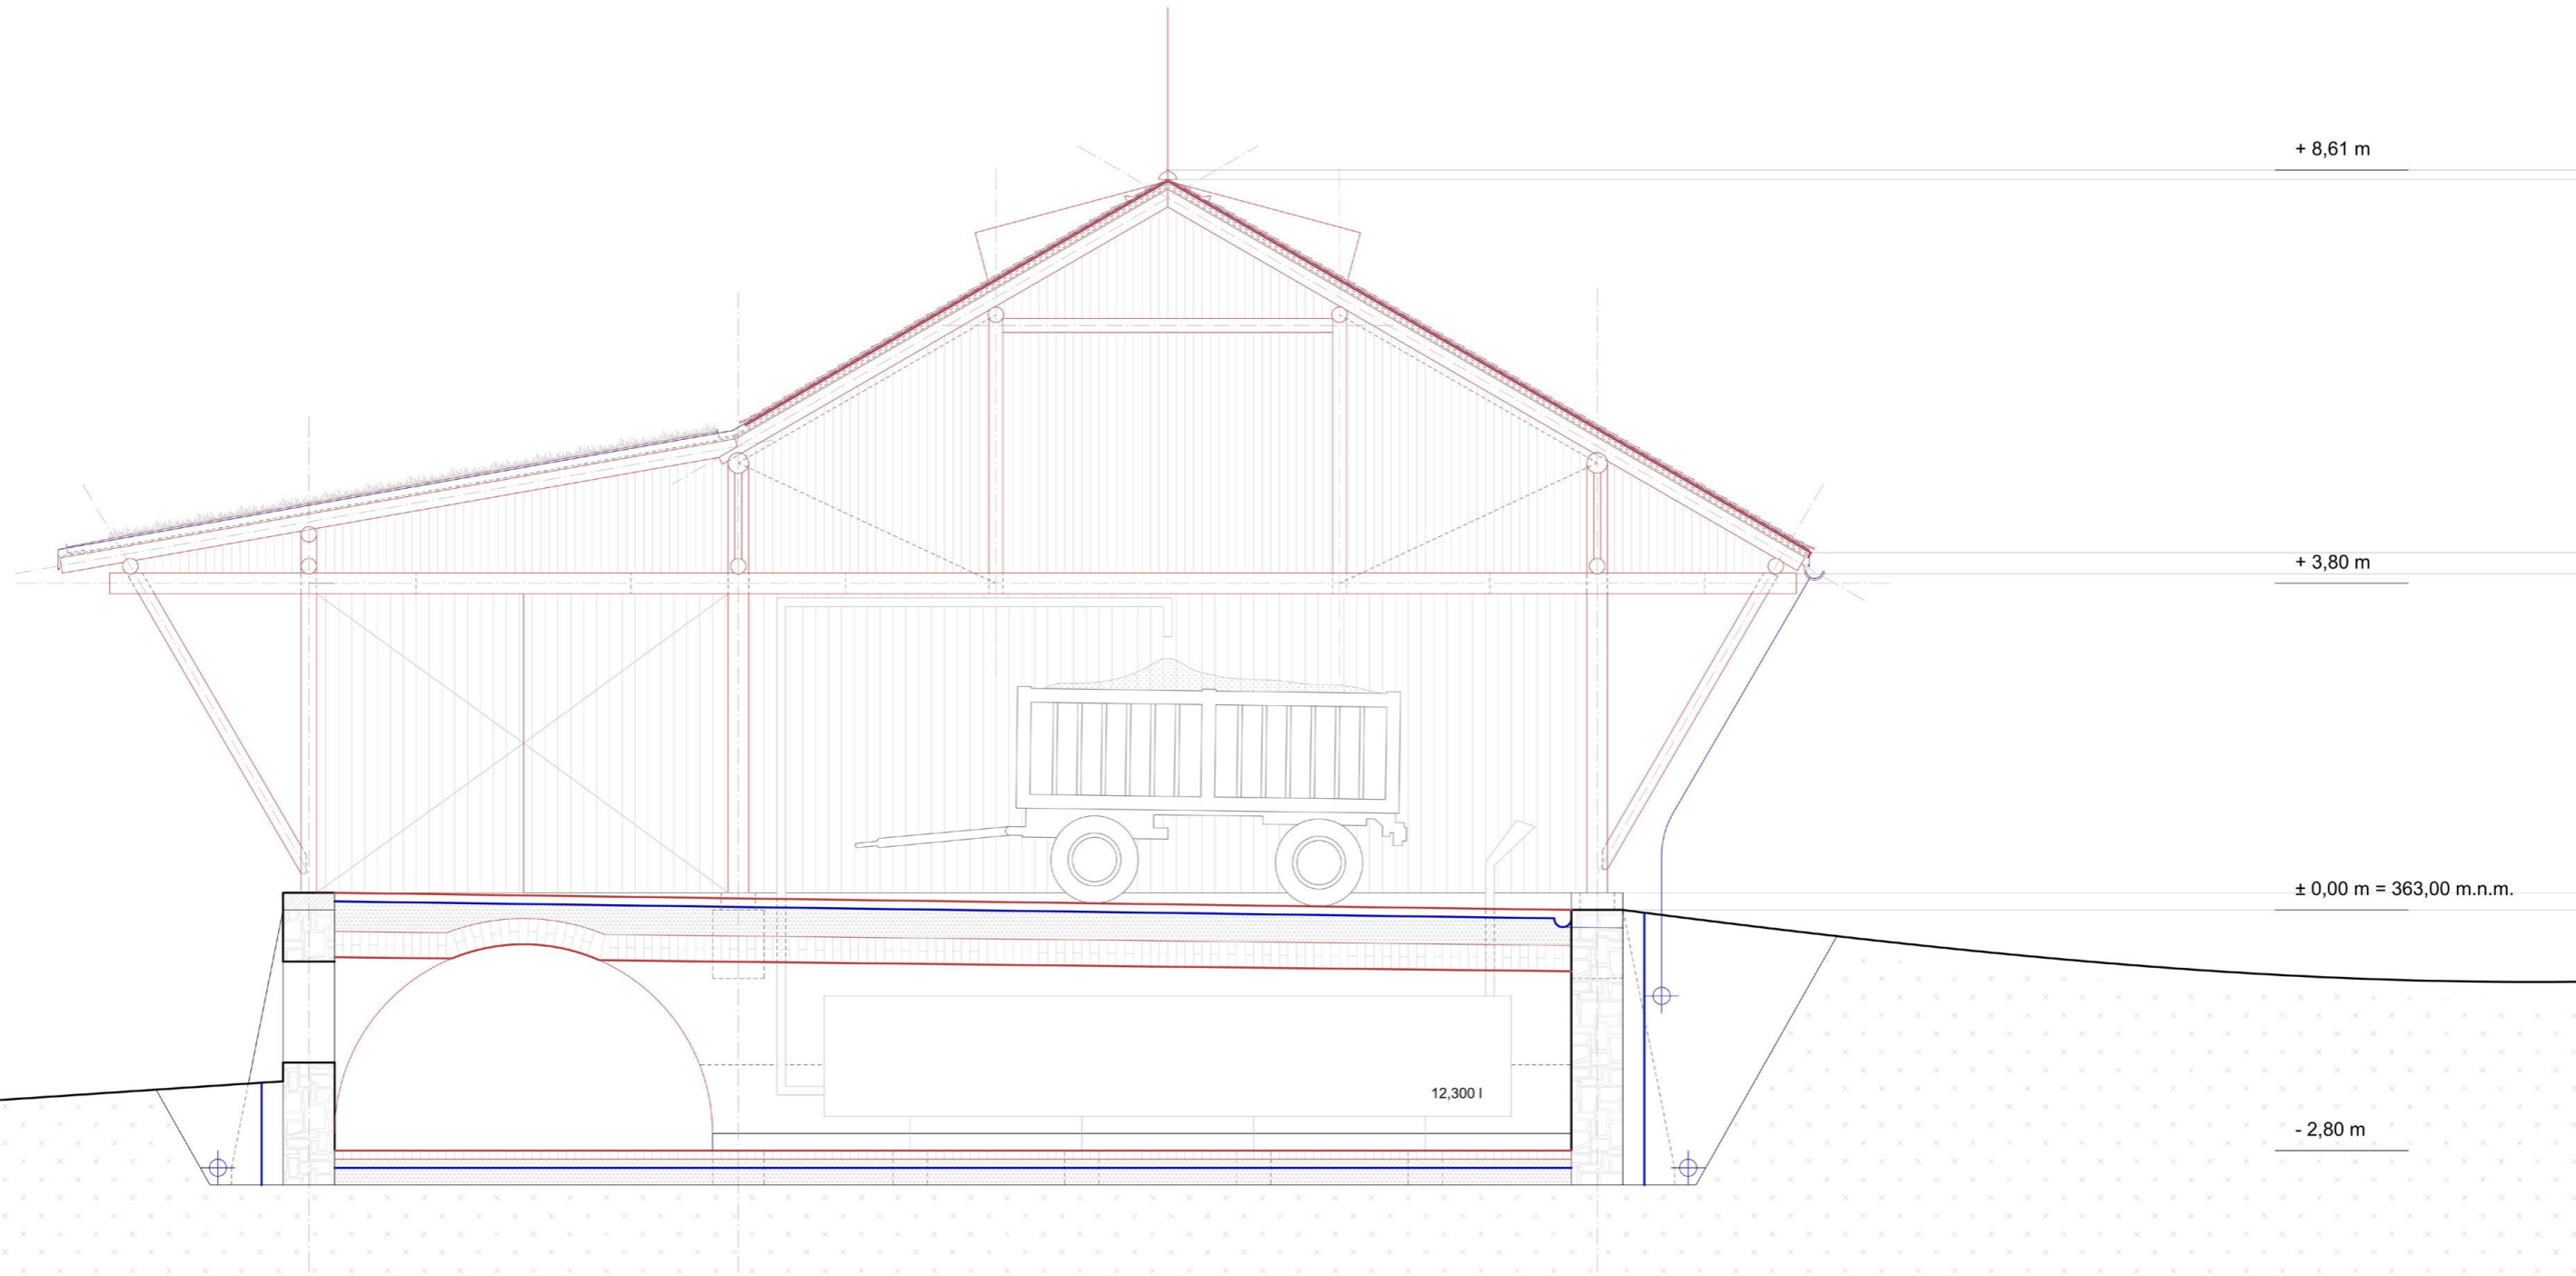 + 8,61 m
+ 3,80 m
± 0,00 m = 363,00 m.n.m.
12,300 l
- 2,80 m